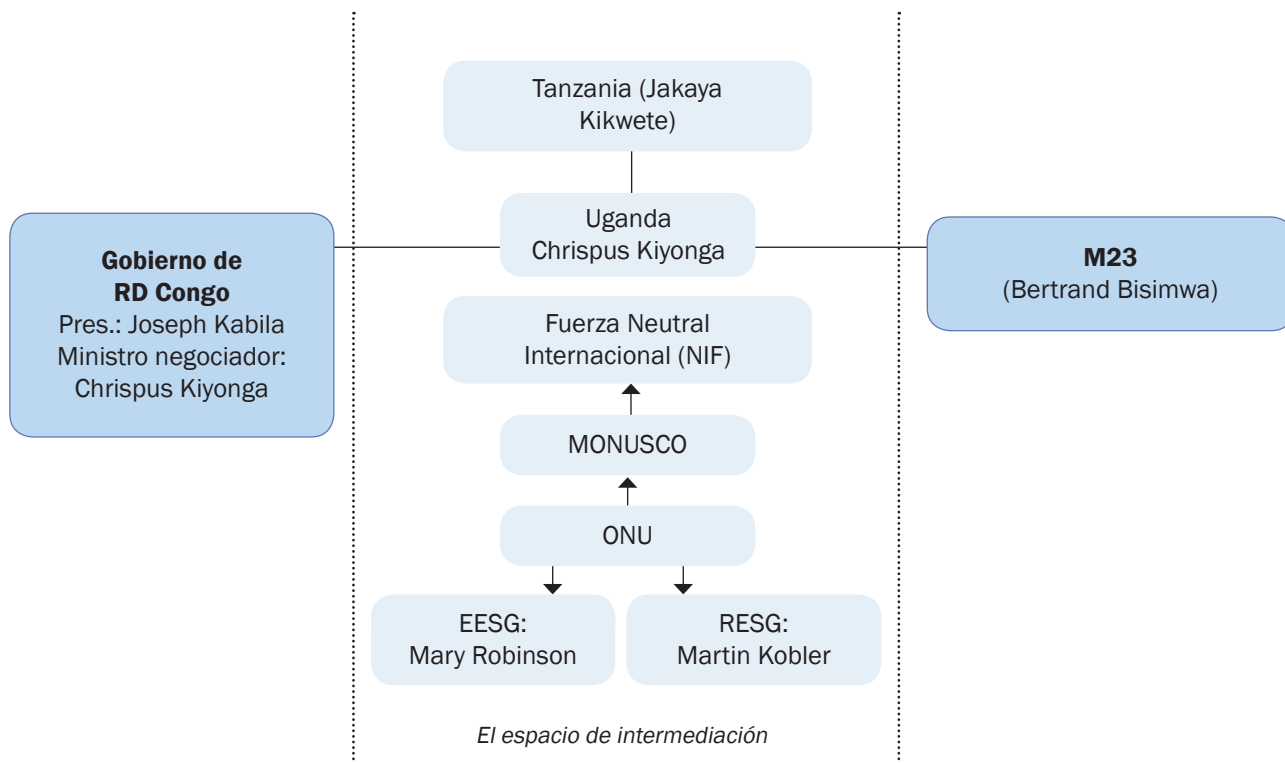 Tanzania (Jakaya
Kikwete)
Uganda
Chrispus Kiyonga
Gobierno de
RD Congo
Pres.: Joseph Kabila
Ministro negociador:
Chrispus Kiyonga
M23
(Bertrand Bisimwa)
Fuerza Neutral
Internacional (NIF)
MONUSCO
ONU
EESG:
Mary Robinson
RESG:
Martin Kobler
El espacio de intermediación